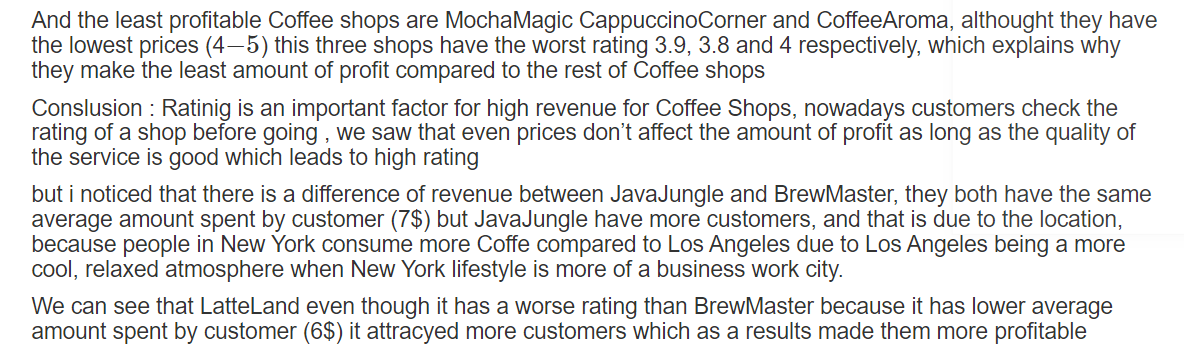 And the least profitable Coffee shops are MochaMagic CappuccinoCorner and CoffeeAroma, althought they have
the lowest prices (4−5) this three shops have the worst rating 3.9, 3.8 and 4 respectively, which explains why
they make the least amount of profit compared to the rest of Coffee shops
Conslusion : Ratinig is an important factor for high revenue for Coffee Shops, nowadays customers check the
rating of a shop before going , we saw that even prices don’t affect the amount of profit as long as the quality of
the service is good which leads to high rating
but i noticed that there is a difference of revenue between JavaJungle and BrewMaster, they both have the same
average amount spent by customer (7$) but JavaJungle have more customers, and that is due to the location,
because people in New York consume more Coffe compared to Los Angeles due to Los Angeles being a more
cool, relaxed atmosphere when New York lifestyle is more of a business work city.
We can see that LatteLand even though it has a worse rating than BrewMaster because it has lower average
amount spent by customer (6$) it attracyed more customers which as a results made them more profitable